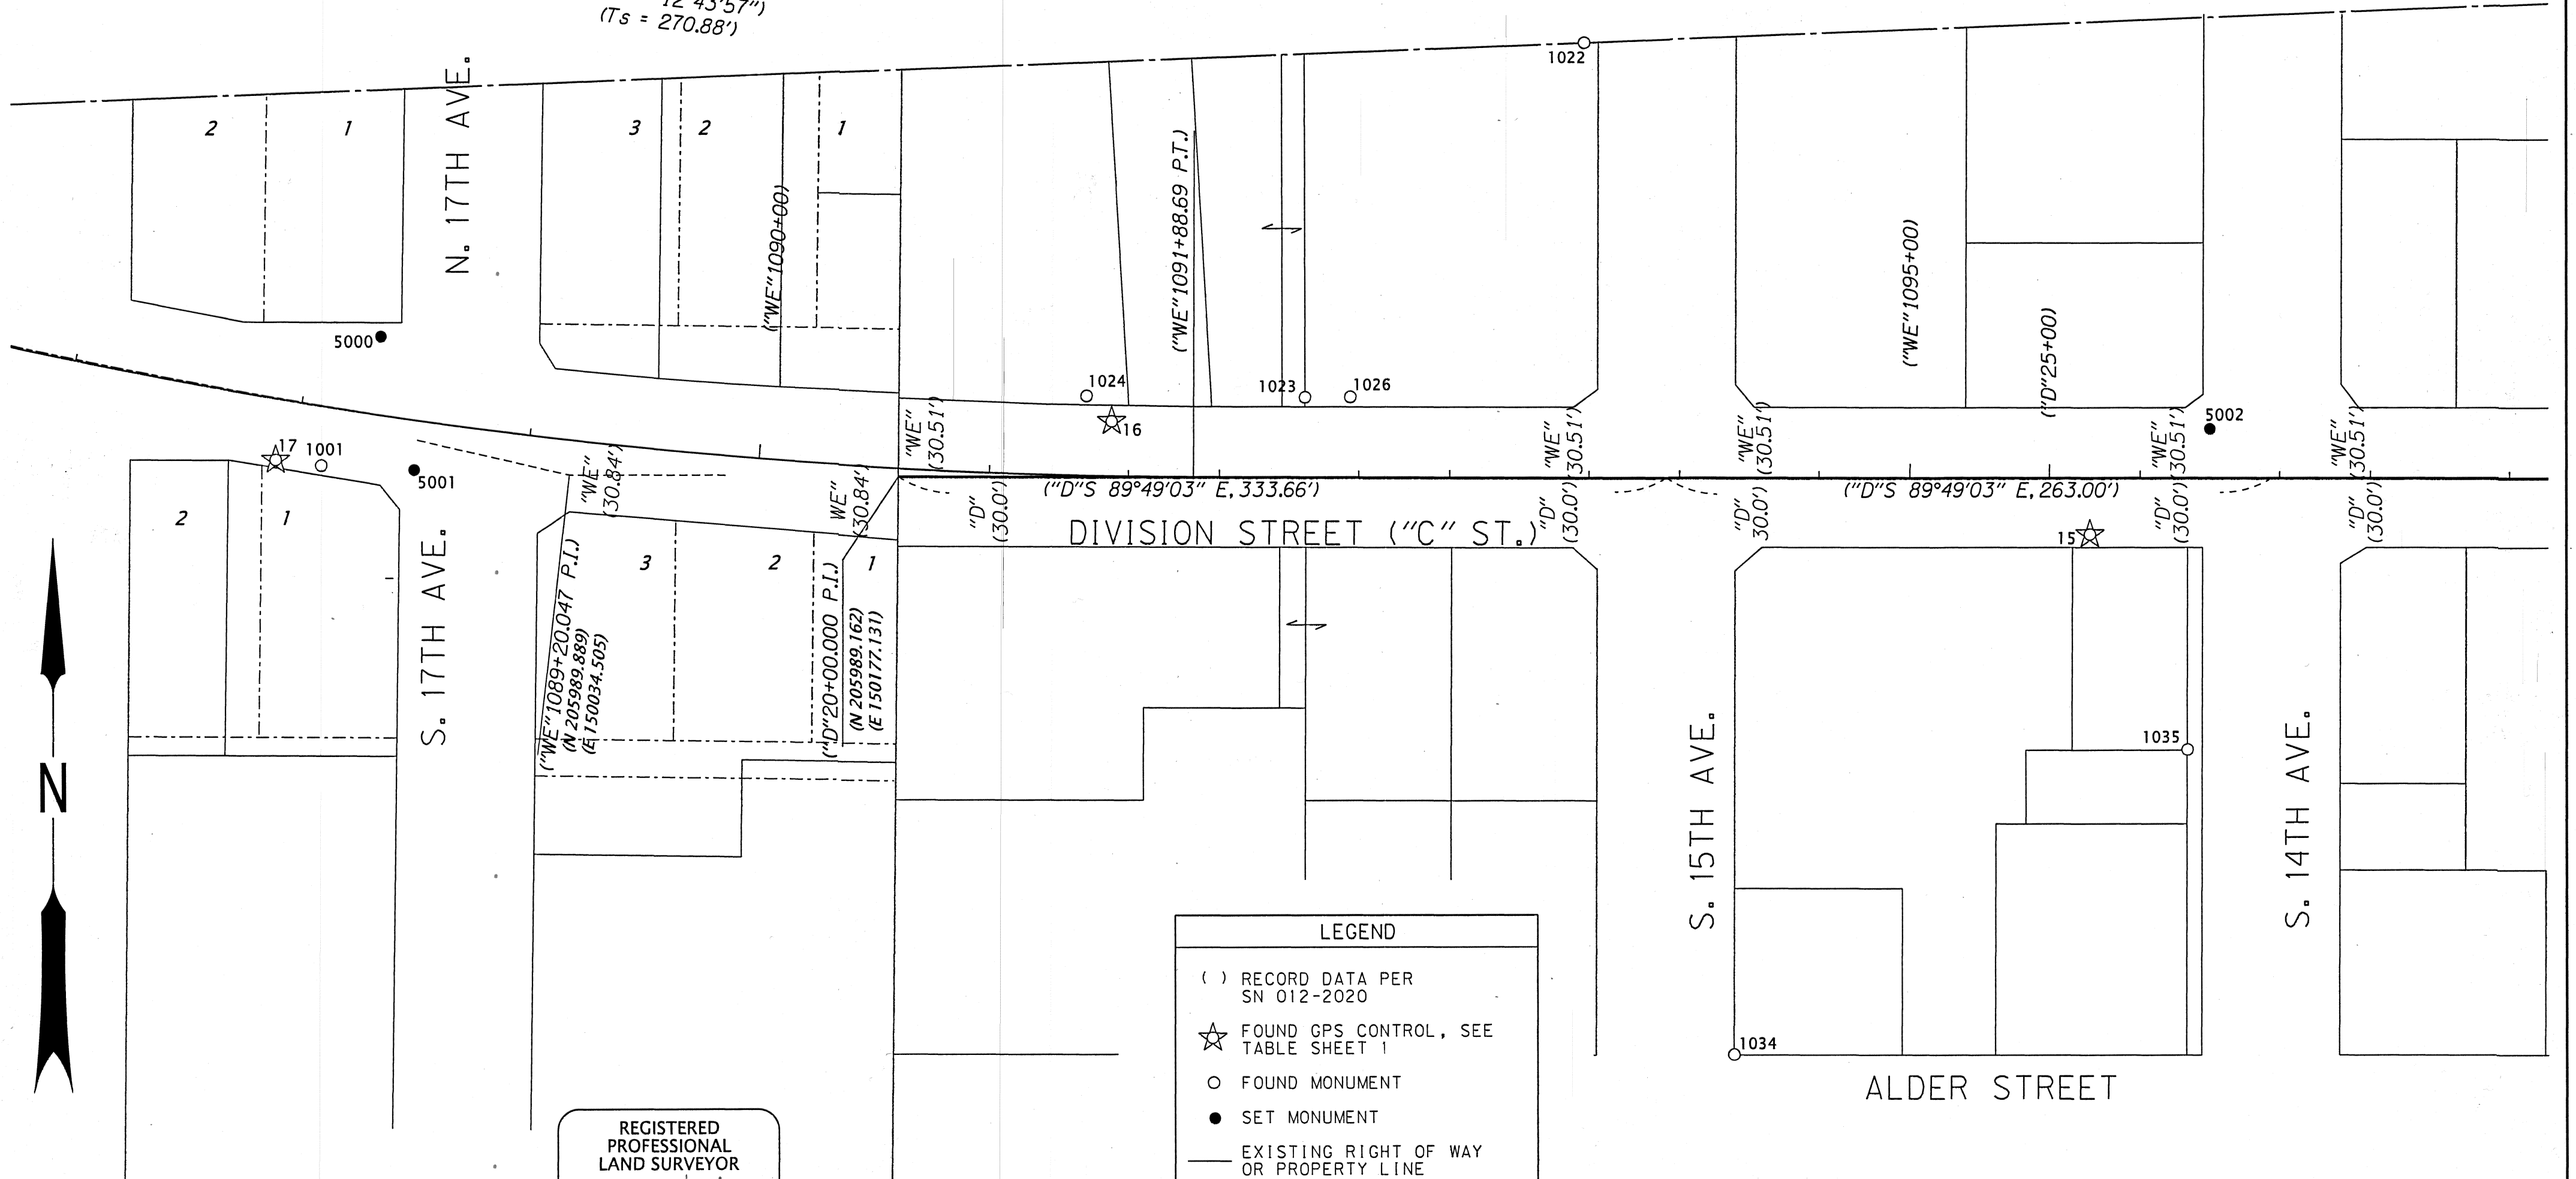 12°43'57")
(Ts = 270.88')
N. 17TH AVE.
1022
2
1
3
2
1
("WE"1090+00)
("WE"1091+88.69 P.T.)
("WE"1095+00)
("D"25+00)
5000
1024
16
1023
1026
5002
17
1001
5001
"WE"
(30.84')
WE"
(30.84')
"WE"
(30.51')
"WE"
(30.51')
"WE"
(30.51')
"WE"
(30.51')
"WE"
(30.51')
"D"
(30.0')
("D"S 89°49'03" E, 333.66')
"D"
(30.0')
"D"
30.0')
("D"S 89°49'03" E, 263.00')
"D"
(30.0')
"D"
(30.0')
DIVISION STREET ("C" ST.)
15
2
1
3
2
1
S. 17TH AVE.
("WE"1089+20.047 P.I.)
(N 205989.889)
(E 150034.505)
("D"20+00.000 P.I.)
(N 205989.162)
(E 150177.131)
N
S. 15TH AVE.
1035
S. 14TH AVE.
1034
ALDER STREET
LEGEND
( ) RECORD DATA PER
SN 012-2020
FOUND GPS CONTROL, SEE
TABLE SHEET 1
FOUND MONUMENT
SET MONUMENT
EXISTING RIGHT OF WAY
OR PROPERTY LINE
REGISTERED
PROFESSIONAL
LAND SURVEYOR